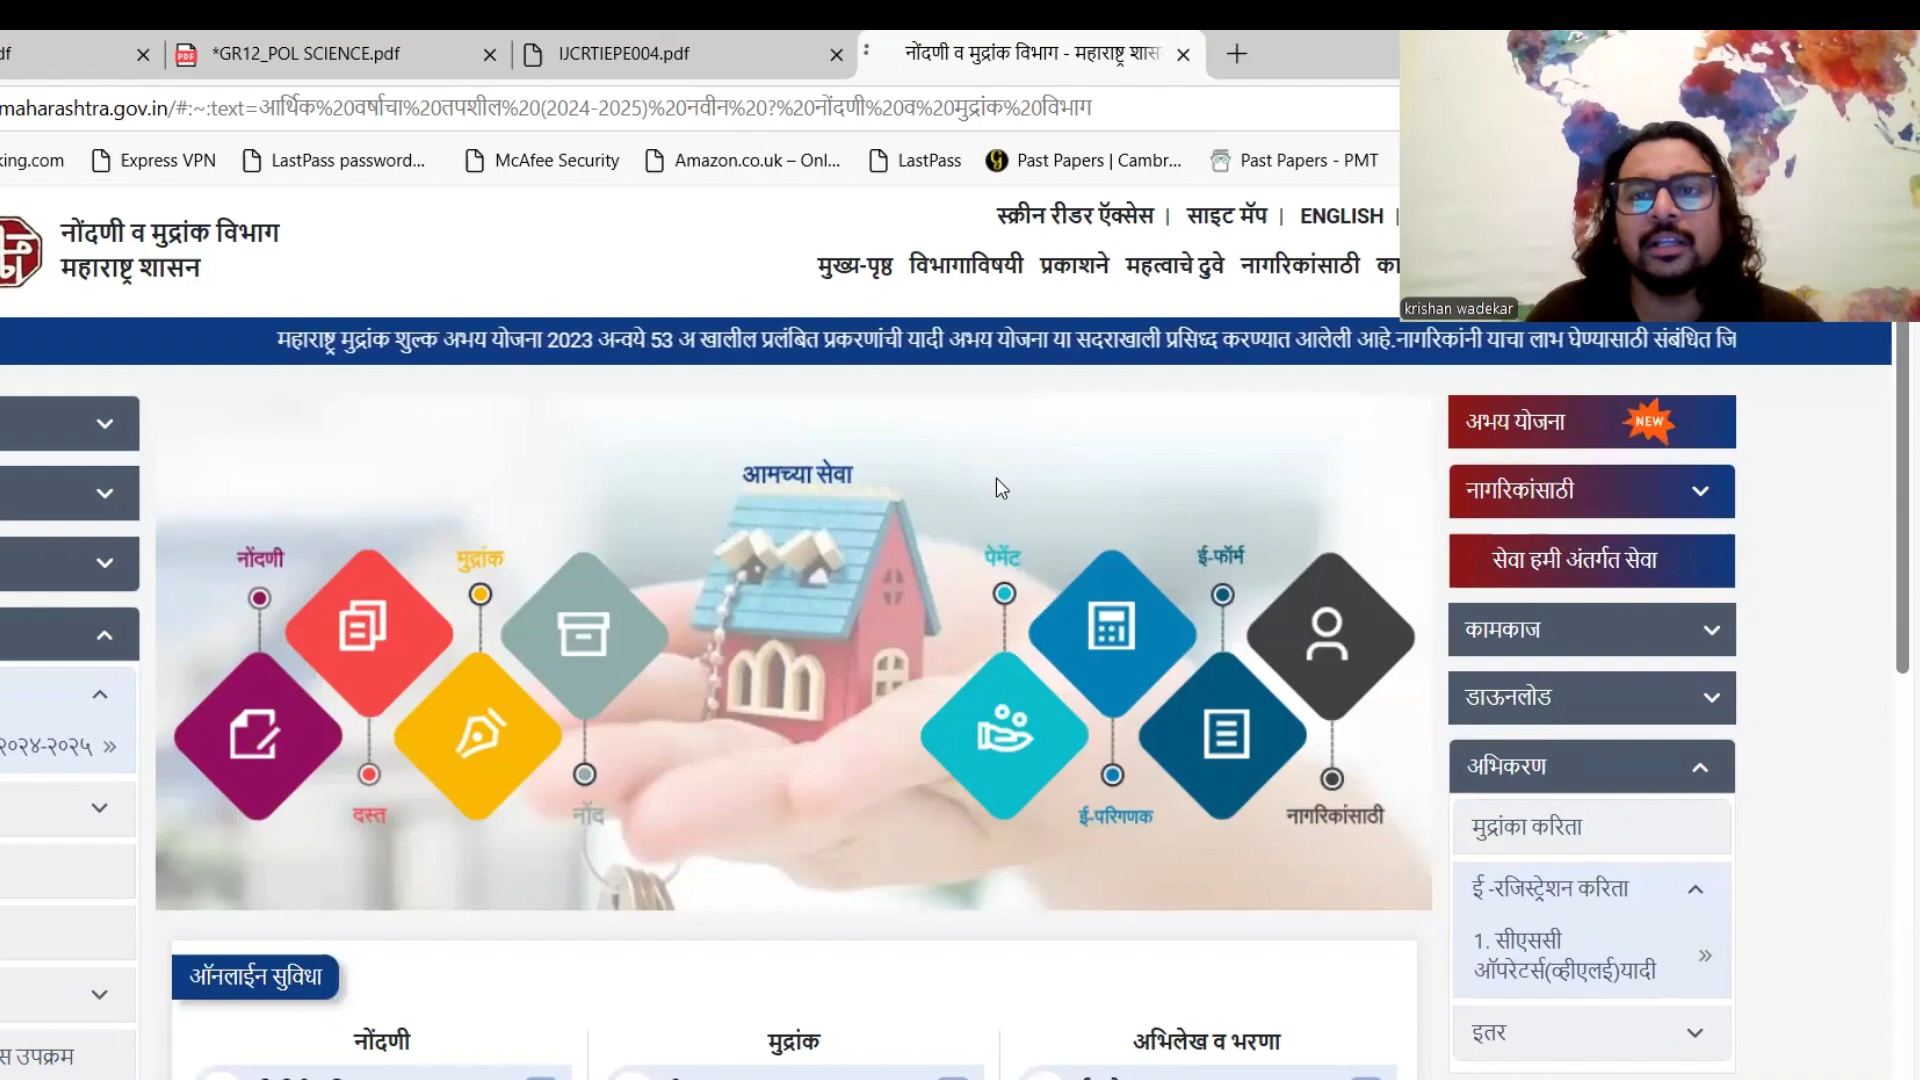 df
*GR12_POL SCIENCE.pdf
IJCRTIEPE004.pdf
नोंदणी व मुद्रांक विभाग - महाराष्ट्र शास
maharashtra.gov.in/#:~:text=आर्थिक%20वर्षाचा%20तपशील%20(2024-2025)%20नवीन%20?%20नोंदणी%20व%20मुद्रांक%20विभाग
king.com
Express VPN
LastPass password...
McAfee Security
Amazon.co.uk – Onl...
LastPass
Past Papers | Cambr...
Past Papers - PMT
नोंदणी व मुद्रांक विभाग
महाराष्ट्र शासन
स्क्रीन रीडर ऍक्सेस | साइट मॅप | ENGLISH |
मुख्य-पृष्ठ विभागाविषयी प्रकाशने महत्वाचे दुवे नागरिकांसाठी का
krishan wadekar
महाराष्ट्र मुद्रांक शुल्क अभय योजना 2023 अन्वये 53 अ खालील प्रलंबित प्रकरणांची यादी अभय योजना या सदराखाली प्रसिध्द करण्यात आलेली आहे.नागरिकांनी याचा लाभ घेण्यासाठी संबंधित जि
आमच्या सेवा
नोंदणी
मुद्रांक
पेमेंट
ई-फॉर्म
दस्त
नोंद
ई-परिगणक
नागरिकांसाठी
२०२४-२०२५ »
स उपक्रम
अभय योजना
NEW
नागरिकांसाठी
सेवा हमी अंतर्गत सेवा
कामकाज
डाऊनलोड
अभिकरण
मुद्रांका करिता
ई -रजिस्ट्रेशन करिता
1. सीएससी
ऑपरेटर्स(व्हीएलई)यादी »
इतर
ऑनलाईन सुविधा
नोंदणी
मुद्रांक
अभिलेख व भरणा